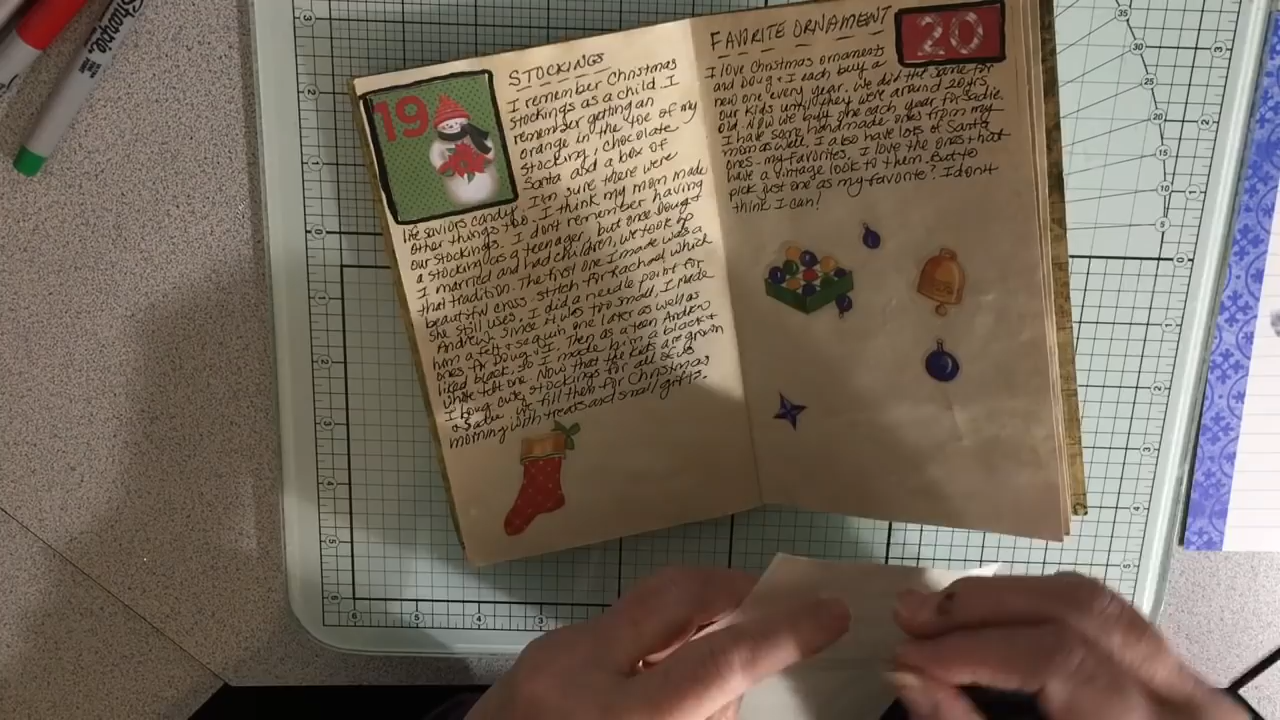 19
STOCKINGS
I remember Christmas
stockings as a child. I
remember getting an
orange in the toe of my
stocking, chocolate
Santa and a box of
life saviors candy. I'm sure there were
other things too. I think my mom made
our stockings. I don't remember having
a stocking as a teenager, but once Doug &
I married and had children, we took up
that tradition. The first one I made was a
beautiful cross-stitch for Rachael which
she still uses. I did a needle point for
Andrew, since it was too small, I made
him a felt & sequin one later as well as
ones for Doug & I. Then as a teen Andrew
liked black, so I made him a black &
white felt one. Now that the kids are grown
I bought cute stockings for all of us
& Sadie. We fill them for Christmas
morning with treats and small gifts.
FAVORITE ORNAMENT
20
I love Christmas ornaments
and Doug & I each buy a
new one every year. We did the same for
our kids until they were around 20 yrs
old. Now we buy one each year for Sadie.
I have some handmade ones from my
mom as well. I also have lots of Santa
ones - my favorites. I love the ones that
have a vintage look to them. But to
pick just one as my favorite? I don't
think I can!
Sharpie